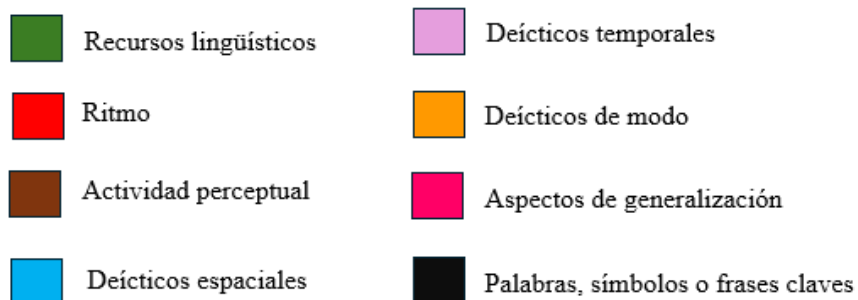 Recursos lingüísticos
Ritmo
Actividad perceptual
Deícticos espaciales
Deícticos temporales
Deícticos de modo
Aspectos de generalización
Palabras, símbolos o frases claves